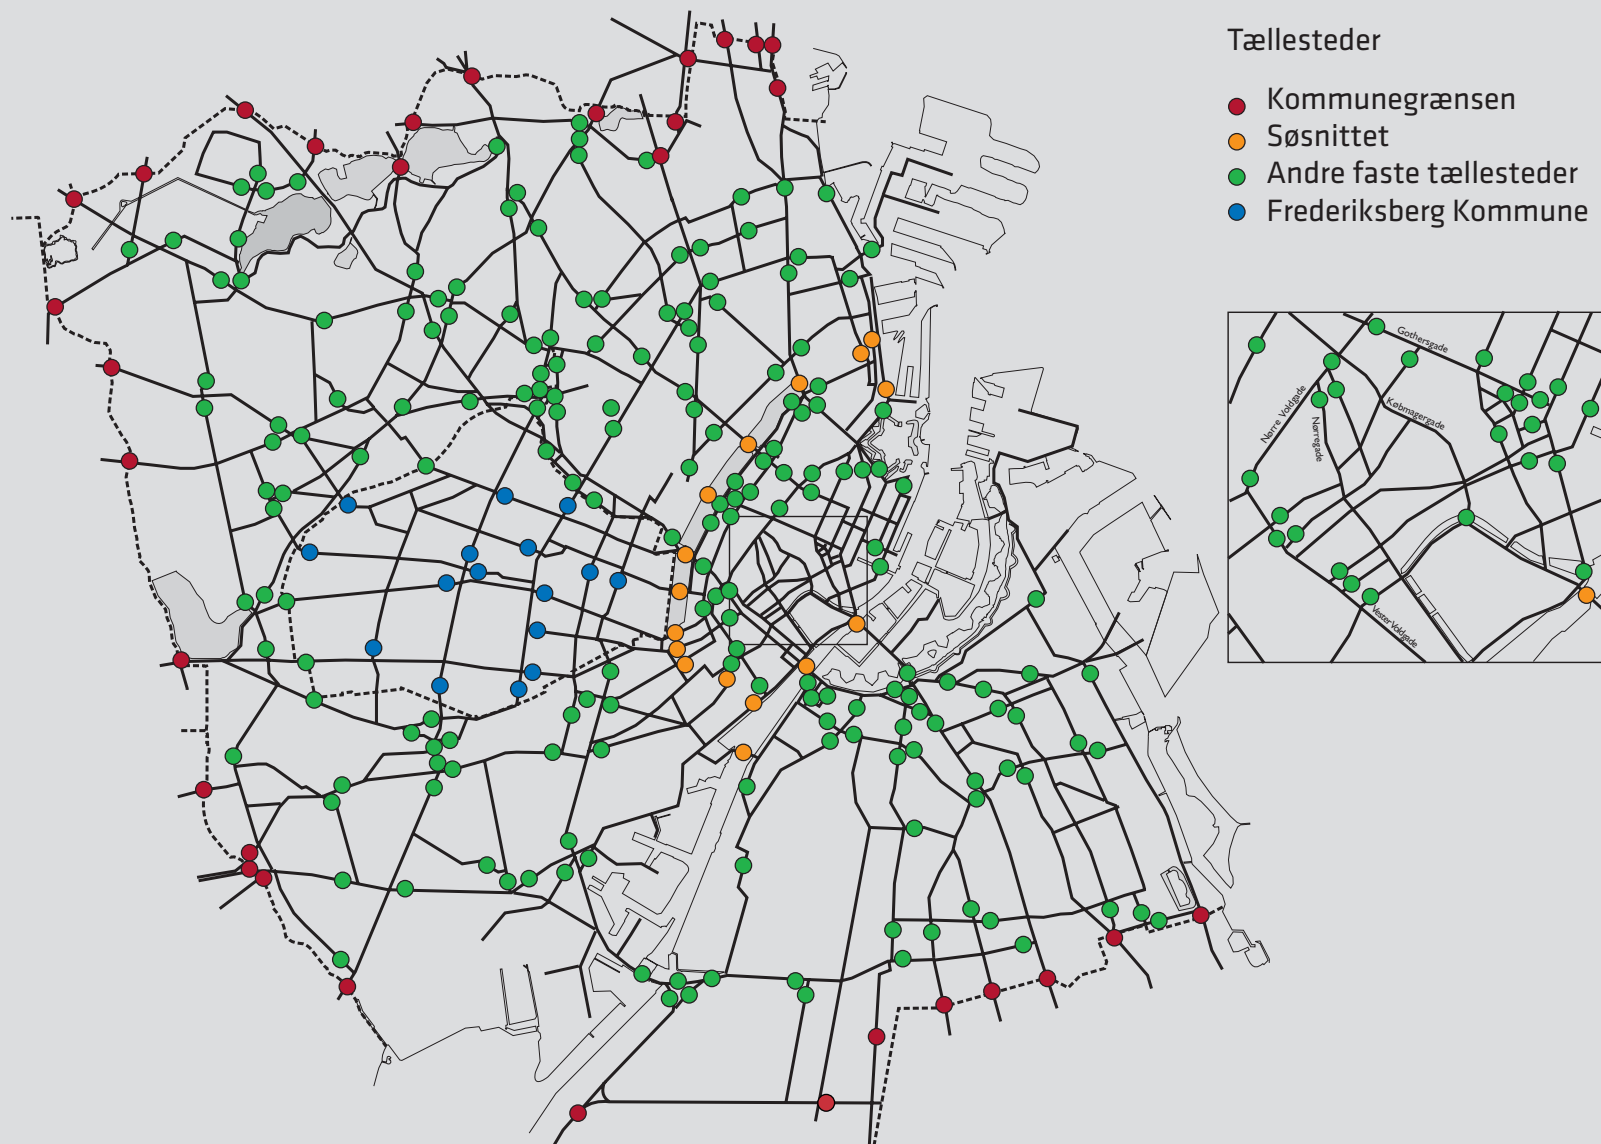 Tællesteder
Kommunegrænsen
Søsnittet
Andre faste tællesteder
Frederiksberg Kommune
Gothersgade
Nørre Voldgade
Købmagergade
Nørregade
Vester Voldgade